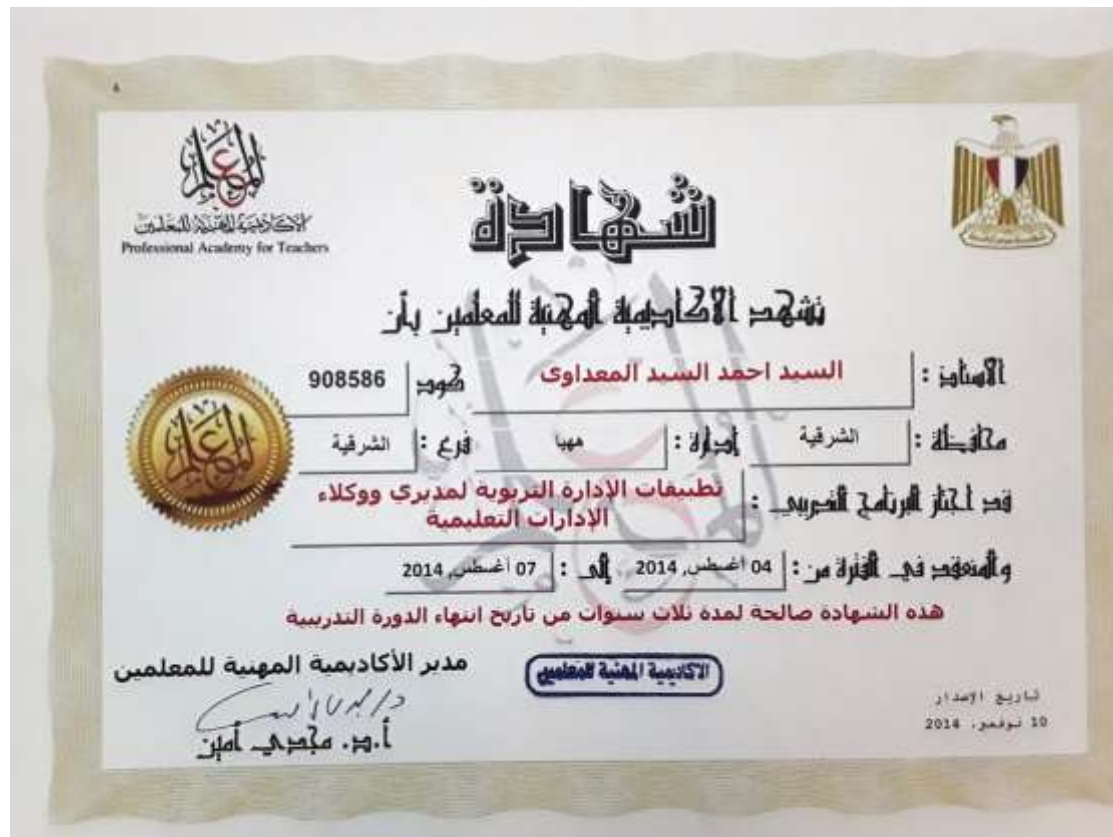 المعلم
الأكاديمية المهنية للمعلمين
Professional Academy for Teachers
شهادة
تشهد الأكاديمية المهنية للمعلمين بأن
الأستاذ : السيد احمد السيد المعداوى كود 908586
محافظة : الشرقية إدارة : ههيا فرع : الشرقية
قد اجتاز البرنامج التدريبي : تطبيقات الإدارة التربوية لمديري ووكلاء
الإدارات التعليمية
والمنعقد في الفترة من : 04 أغسطس, 2014 إلى : 07 أغسطس, 2014
هذه الشهادة صالحة لمدة ثلاث سنوات من تاريخ انتهاء الدورة التدريبية
مدير الأكاديمية المهنية للمعلمين
الاكاديمية المهنية للمعلمين
أ.د. مجدي أمين
تاريخ الإصدار
10 نوفمبر, 2014
المعلم